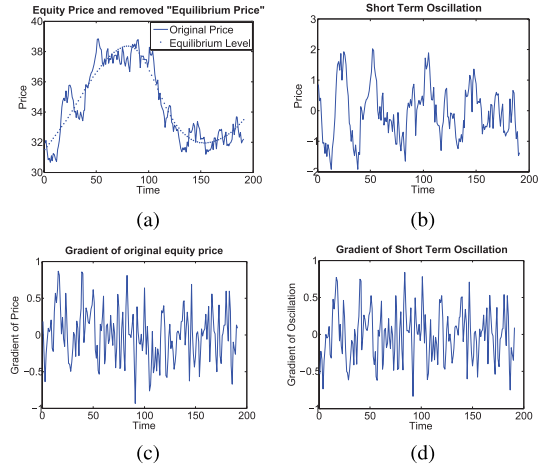 Equity Price and removed "Equilibrium Price"
40
38
36
34
32
30
0
50
100
150
200
Price
Time
Original Price
Equilibrium Level
(a)
Short Term Oscillation
3
2
1
0
−1
−2
0
50
100
150
200
Price
Time
(b)
Gradient of original equity price
1
0.5
0
−0.5
−1
0
50
100
150
200
Gradient of Price
Time
(c)
Gradient of Short Term Oscillation
1
0.5
0
−0.5
−1
0
50
100
150
200
Gradient of Oscillation
Time
(d)